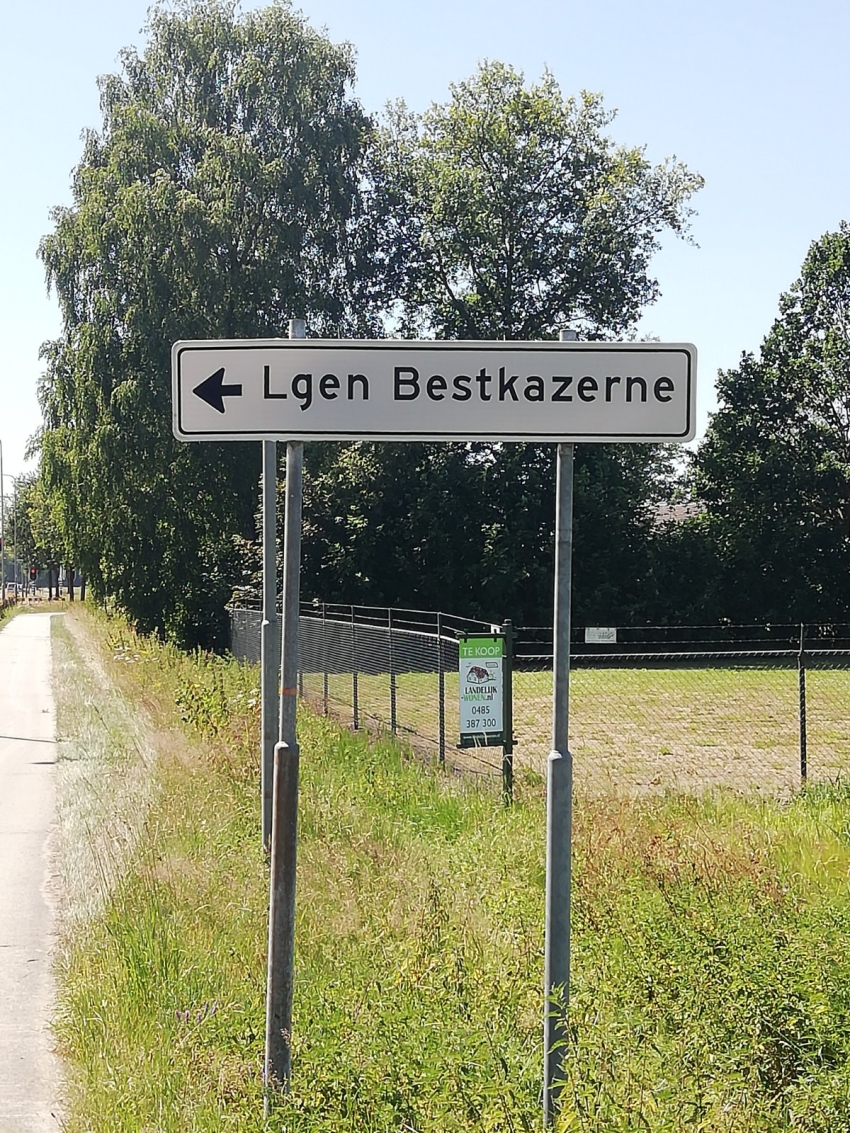 Lgen Bestkazerne
TE KOOP
LANDELIJK
WONEN.nl
0485
387 300